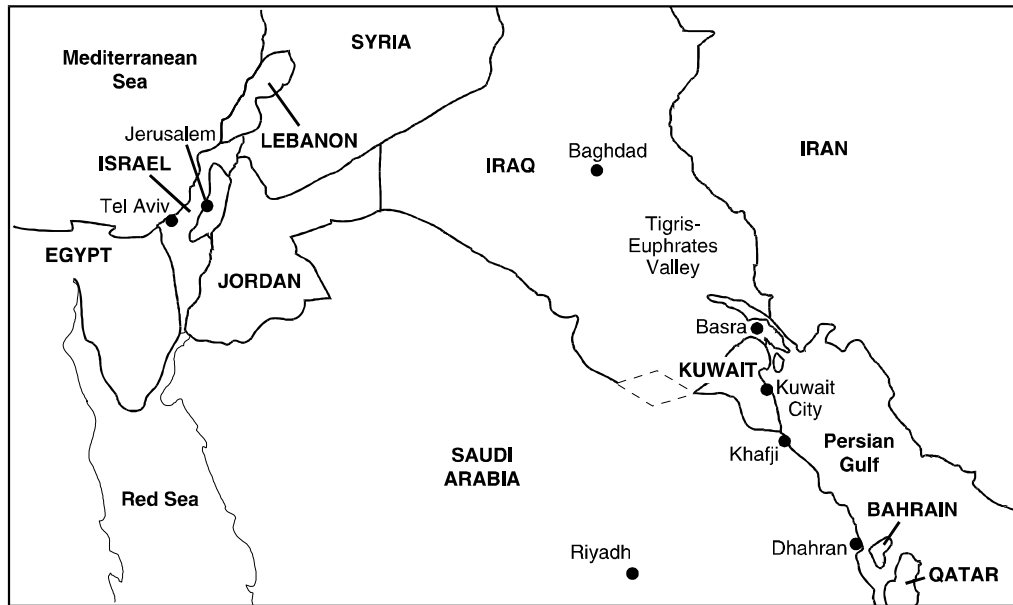 SYRIA
Mediterranean
Sea
Jerusalem
LEBANON
ISRAEL
Tel Aviv
EGYPT
JORDAN
IRAQ
Baghdad
IRAN
Tigris-
Euphrates
Valley
Basra
KUWAIT
Kuwait
City
Khafji
Persian
Gulf
SAUDI
ARABIA
Red Sea
BAHRAIN
Dhahran
Riyadh
QATAR